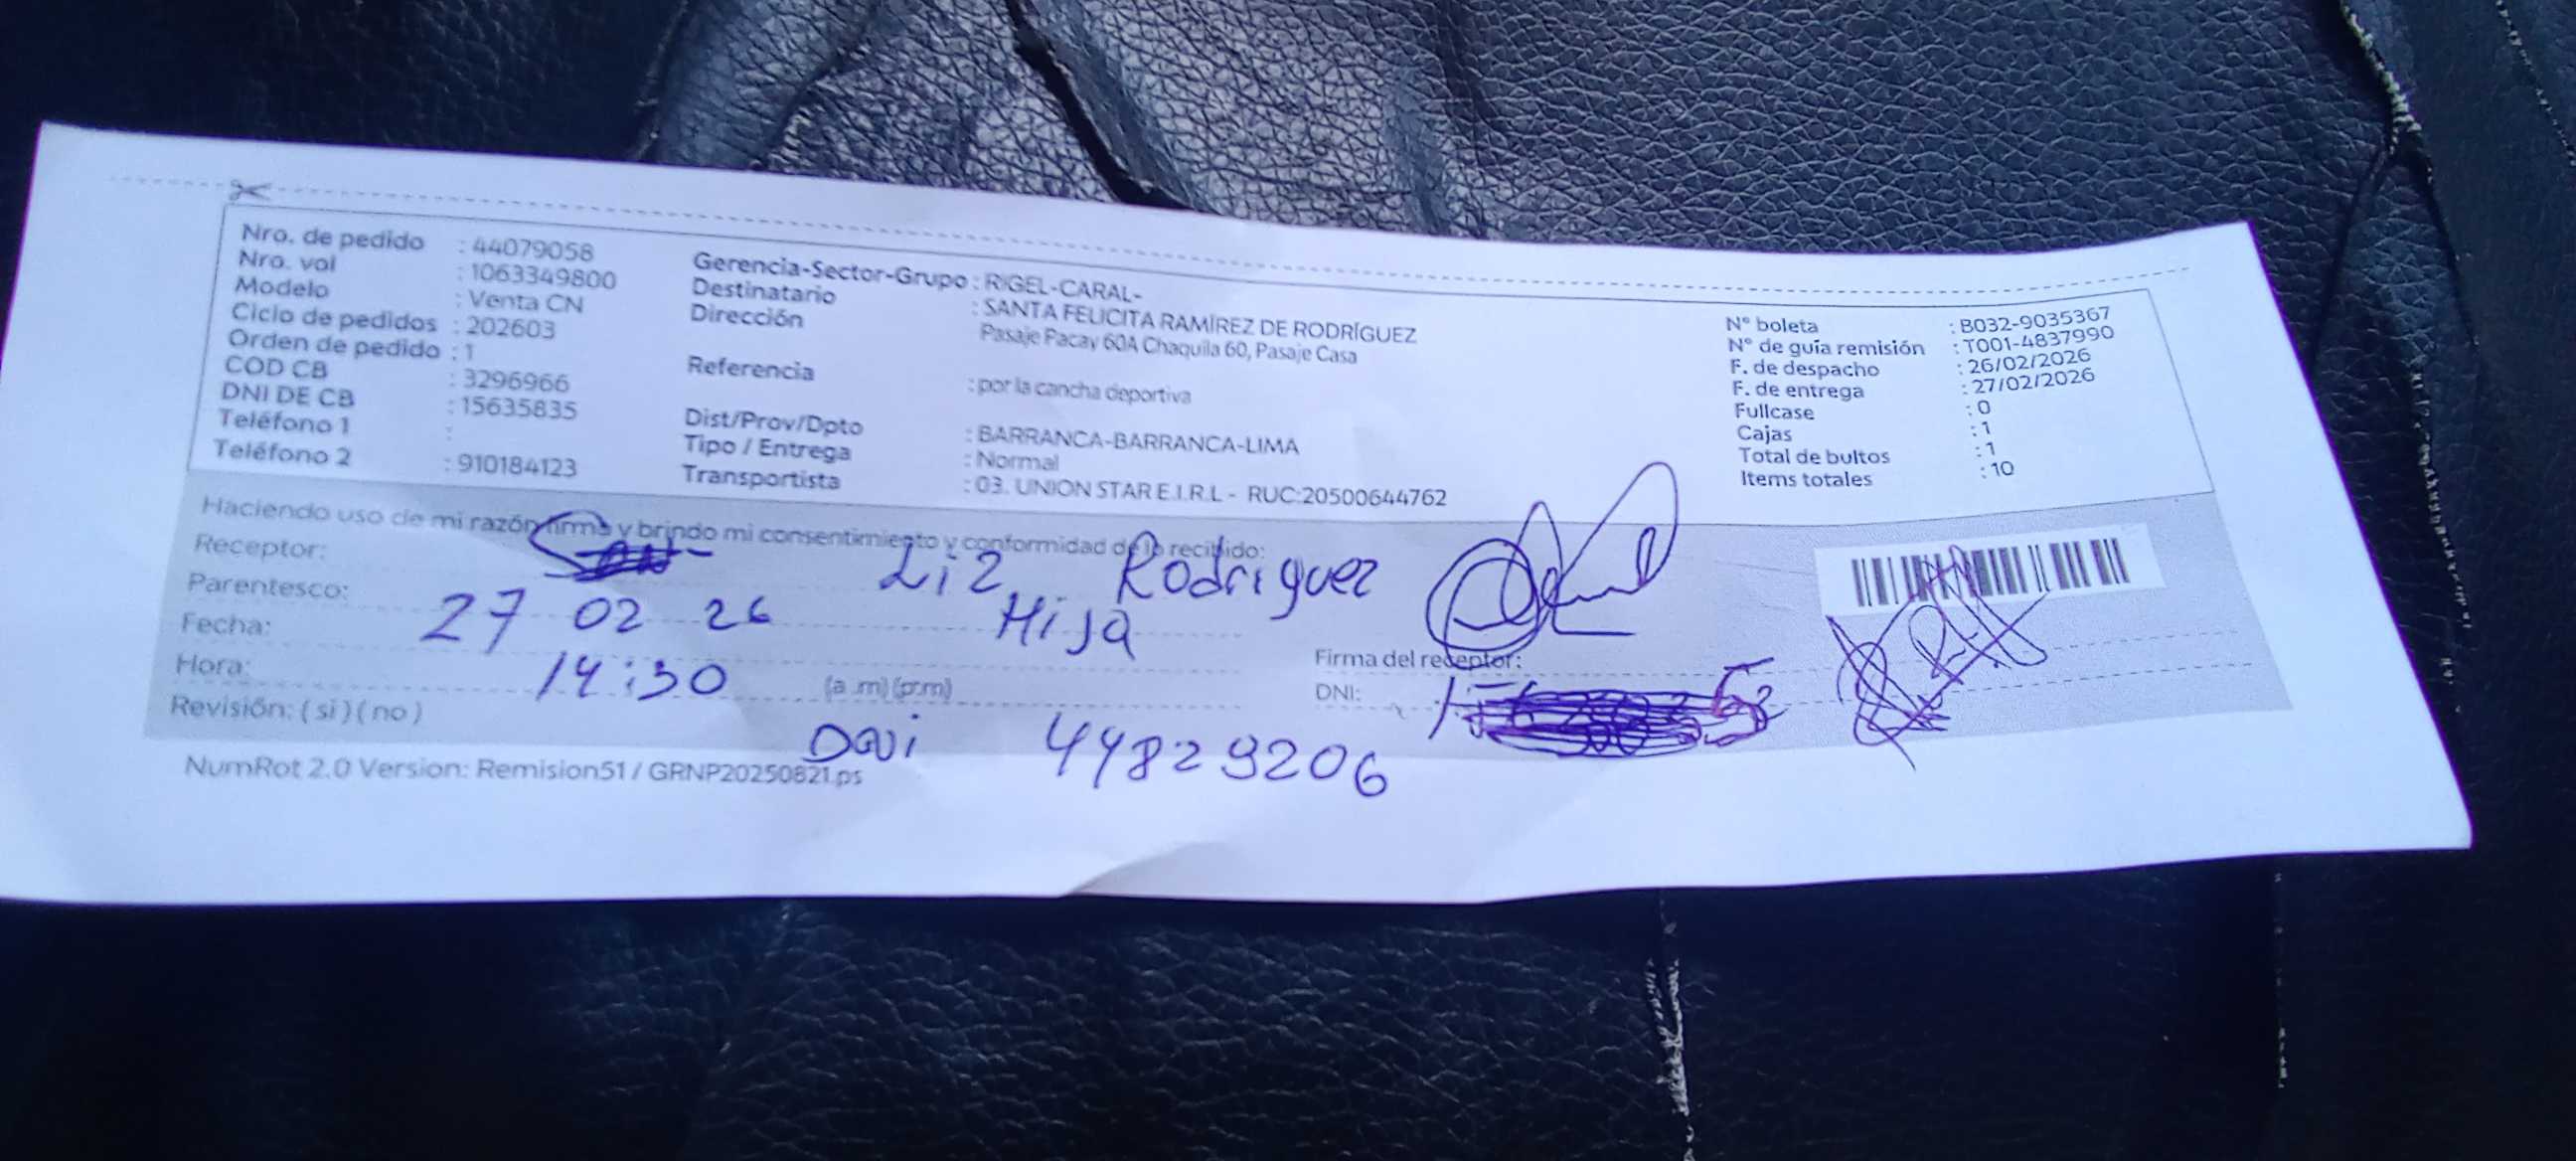 Nro. de pedido : 44079058
Nro. vol : 1063349800
Modelo : Venta CN
Ciclo de pedidos : 202603
Orden de pedido : 1
COD CB : 3296966
DNI DE CB : 15635835
Teléfono 1 :
Teléfono 2 : 910184123
Gerencia-Sector-Grupo : RIGEL-CARAL-
Destinatario : SANTA FELICITA RAMÍREZ DE RODRÍGUEZ
Dirección Pasaje Pacay 60A Chaquila 60, Pasaje Casa
Referencia : por la cancha deportiva
Dist/Prov/Dpto : BARRANCA-BARRANCA-LIMA
Tipo / Entrega : Normal
Transportista : 03. UNION STAR E.I.R.L - RUC:20500644762
N° boleta : B032-9035367
N° de guía remisión : T001-4837990
F. de despacho : 26/02/2026
F. de entrega : 27/02/2026
Fullcase : 0
Cajas : 1
Total de bultos : 1
Items totales : 10
Haciendo uso de mi razón firmo y brindo mi consentimiento y conformidad de lo recibido:
Receptor: Liz Rodriguez
Parentesco: Hija
Fecha: 27 02 26
Hora: 14:30 (a .m) (p.m)
Revisión: ( si ) ( no )
Firma del receptor:
DNI:
DNi 44829206
NumRot 2.0 Version: Remision51 / GRNP20250821.ps